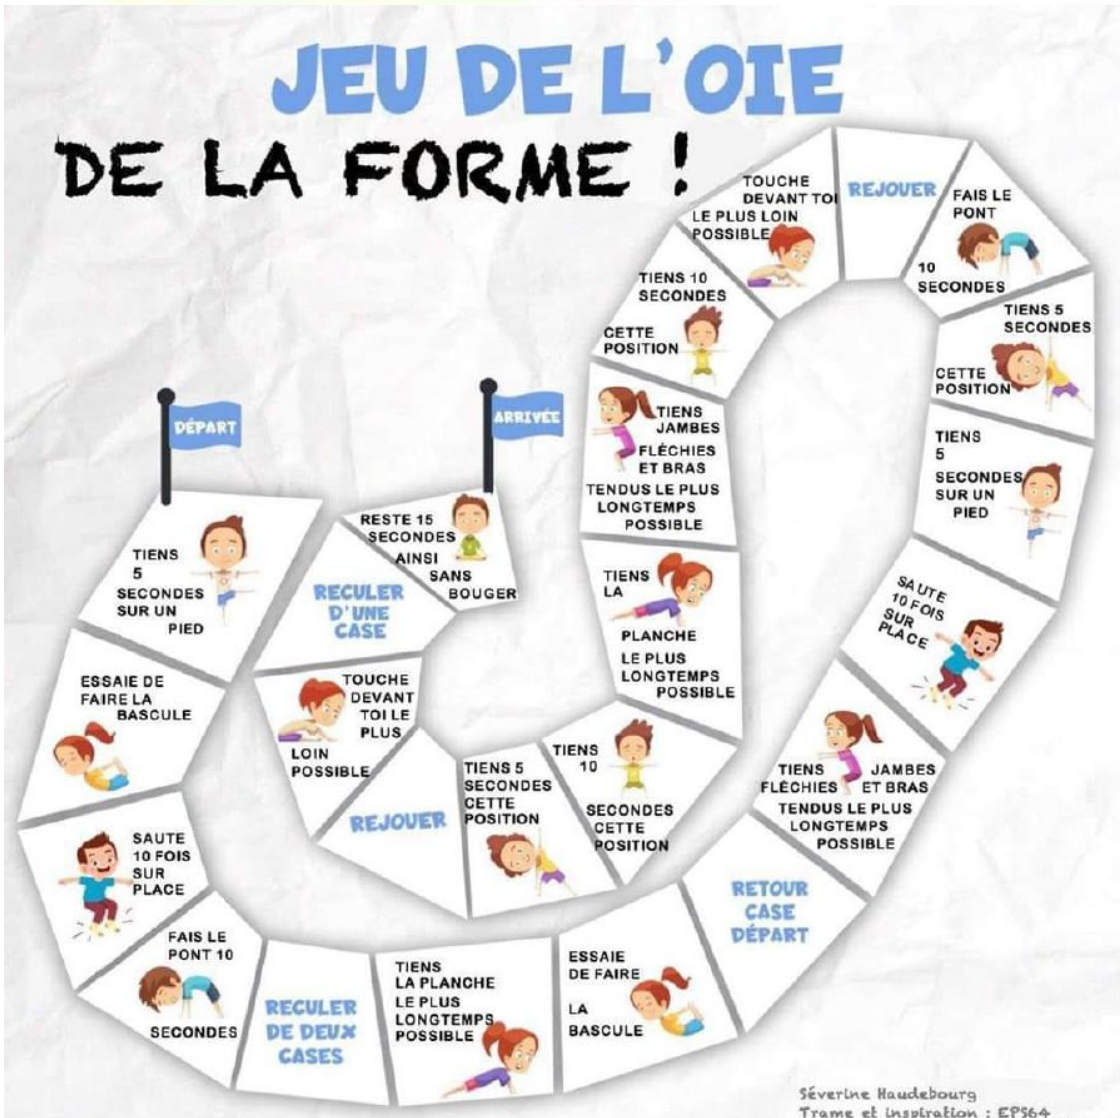 JEU DE L'OIE
DE LA FORME !
DÉPART
TIENS
5
SECONDES
SUR UN
PIED
ESSAIE DE
FAIRE LA
BASCULE
SAUTE
10 FOIS
SUR
PLACE
FAIS LE
PONT 10
SECONDES
RECULER
DE DEUX
CASES
TIENS
LA PLANCHE
LE PLUS
LONGTEMPS
POSSIBLE
ESSAIE
DE FAIRE
LA
BASCULE
RETOUR
CASE
DÉPART
TIENS JAMBES
FLÉCHIES ET BRAS
TENDUS LE PLUS
LONGTEMPS
POSSIBLE
SAUTE
10 FOIS
SUR
PLACE
TIENS
5
SECONDES
SUR UN
PIED
TIENS 5
SECONDES
CETTE
POSITION
FAIS LE
PONT
10
SECONDES
REJOUER
TOUCHE
DEVANT TOI
LE PLUS LOIN
POSSIBLE
TIENS 10
SECONDES
CETTE
POSITION
TIENS
JAMBES
FLÉCHIES
ET BRAS
TENDUS LE PLUS
LONGTEMPS
POSSIBLE
TIENS
LA
PLANCHE
LE PLUS
LONGTEMPS
POSSIBLE
TIENS
10
SECONDES
CETTE
POSITION
TIENS 5
SECONDES
CETTE
POSITION
REJOUER
TOUCHE
DEVANT
TOI LE
PLUS
LOIN
POSSIBLE
RECULER
D'UNE
CASE
RESTE 15
SECONDES
AINSI
SANS
BOUGER
ARRIVÉE
Séverine Haudebourg
Trame et inspiration : EPS64